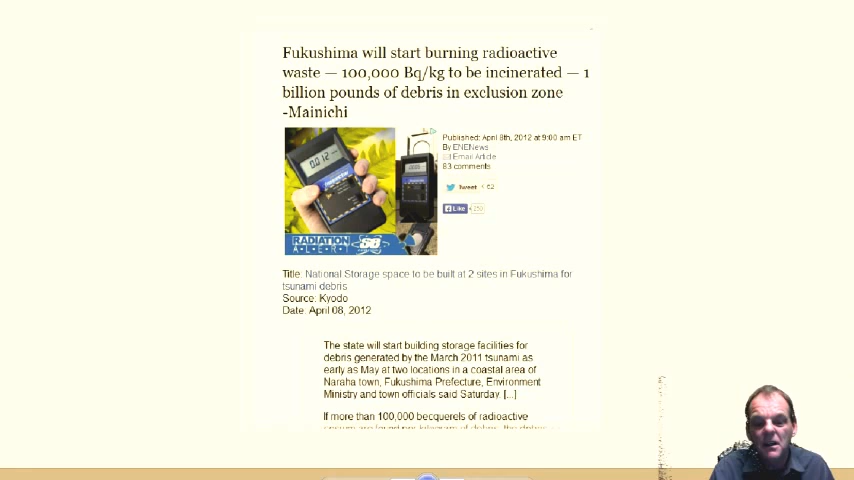 Fukushima will start burning radioactive
waste — 100,000 Bq/kg to be incinerated — 1
billion pounds of debris in exclusion zone
-Mainichi
Published: April 8th, 2012 at 9:00 am ET
By ENENews
Email Article
83 comments
Tweet 62
Like
0.012
RADIATION
ALERT
Title: National Storage space to be built at 2 sites in Fukushima for
tsunami debris
Source: Kyodo
Date: April 08, 2012
The state will start building storage facilities for
debris generated by the March 2011 tsunami as
early as May at two locations in a coastal area of
Naraha town, Fukushima Prefecture, Environment
Ministry and town officials said Saturday. [...]
If more than 100,000 becquerels of radioactive